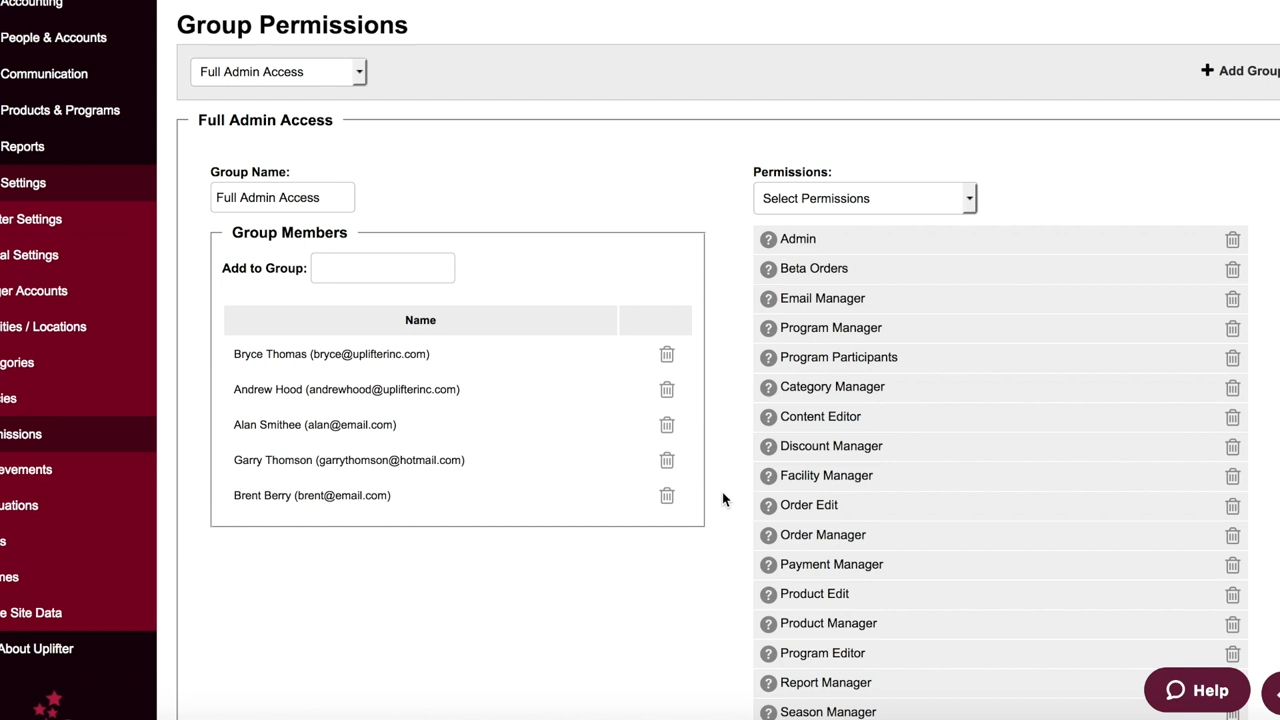 Accounting
People & Accounts
Communication
Products & Programs
Reports
Settings
ter Settings
al Settings
er Accounts
ities / Locations
gories
ies
missions
evements
uations
s
mes
e Site Data
About Uplifter
Group Permissions
Full Admin Access
Add Group
Full Admin Access
Group Name:
Full Admin Access
Group Members
Add to Group:
Name
Bryce Thomas (bryce@uplifterinc.com)
Andrew Hood (andrewhood@uplifterinc.com)
Alan Smithee (alan@email.com)
Garry Thomson (garrythomson@hotmail.com)
Brent Berry (brent@email.com)
Permissions:
Select Permissions
? Admin
? Beta Orders
? Email Manager
? Program Manager
? Program Participants
? Category Manager
? Content Editor
? Discount Manager
? Facility Manager
? Order Edit
? Order Manager
? Payment Manager
? Product Edit
? Product Manager
? Program Editor
? Report Manager
? Season Manager
Help